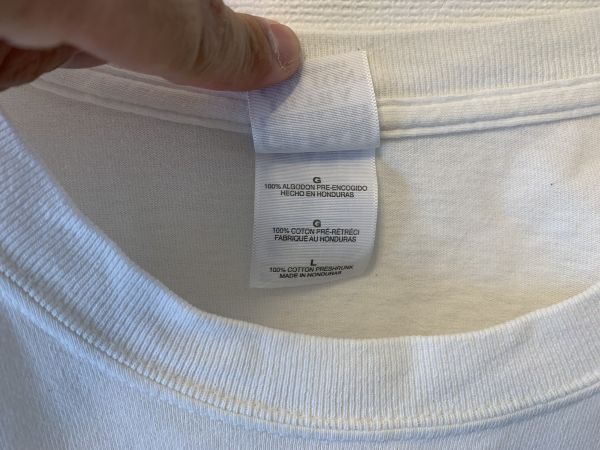 G
100% ALGODON PRE-ENCOGIDO
HECHO EN HONDURAS
G
100% COTON PRÉ-RÉTRÉCI
FABRIQUÉ AU HONDURAS
L
100% COTTON PRESHRUNK
MADE IN HONDURAS